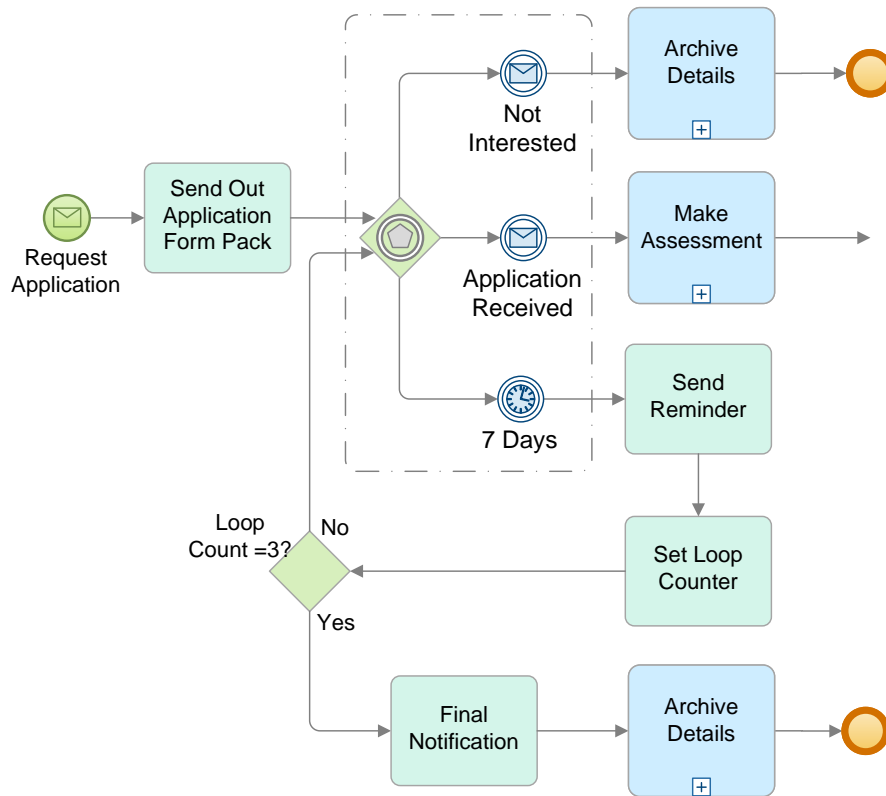 Archive
Details
Not
Interested
Send Out
Application
Form Pack
Request
Application
Make
Assessment
Application
Received
Send
Reminder
7 Days
Loop
Count =3?
No
Set Loop
Counter
Yes
Final
Notification
Archive
Details